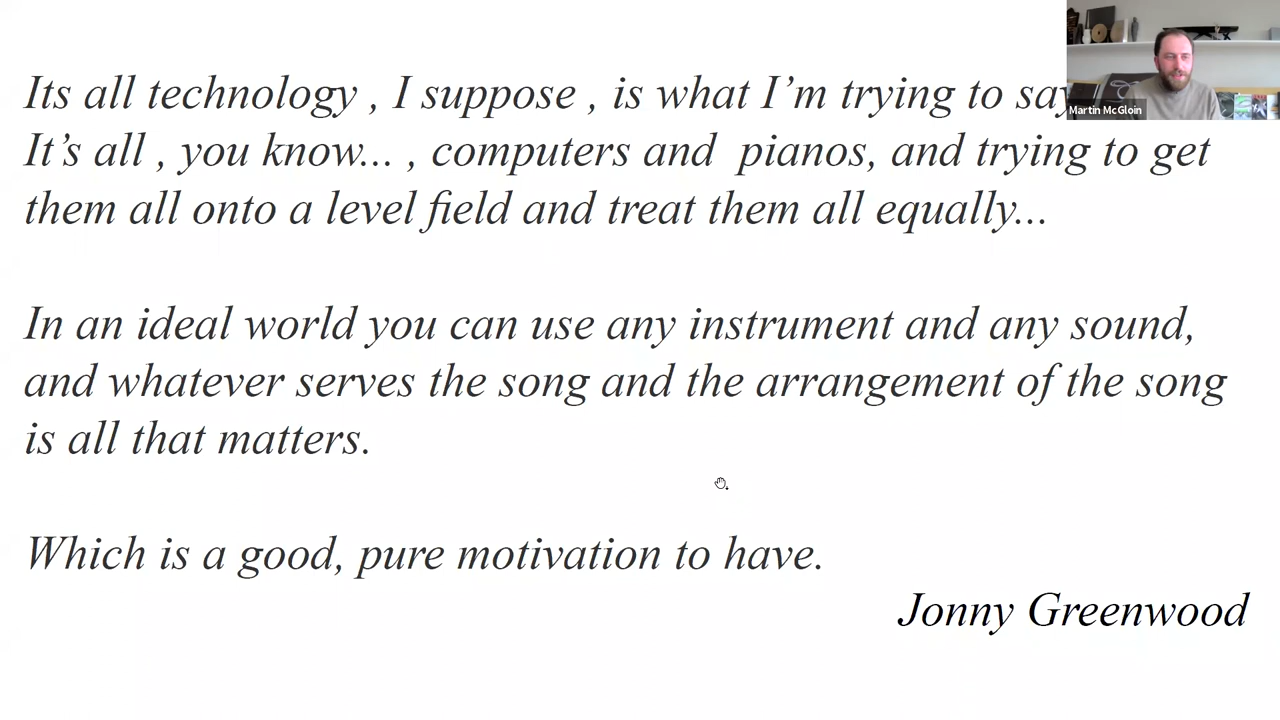 Its all technology , I suppose , is what I’m trying to say
It’s all , you know... , computers and pianos, and trying to get
them all onto a level field and treat them all equally...
In an ideal world you can use any instrument and any sound,
and whatever serves the song and the arrangement of the song
is all that matters.
Which is a good, pure motivation to have.
Jonny Greenwood
Martin McGloin